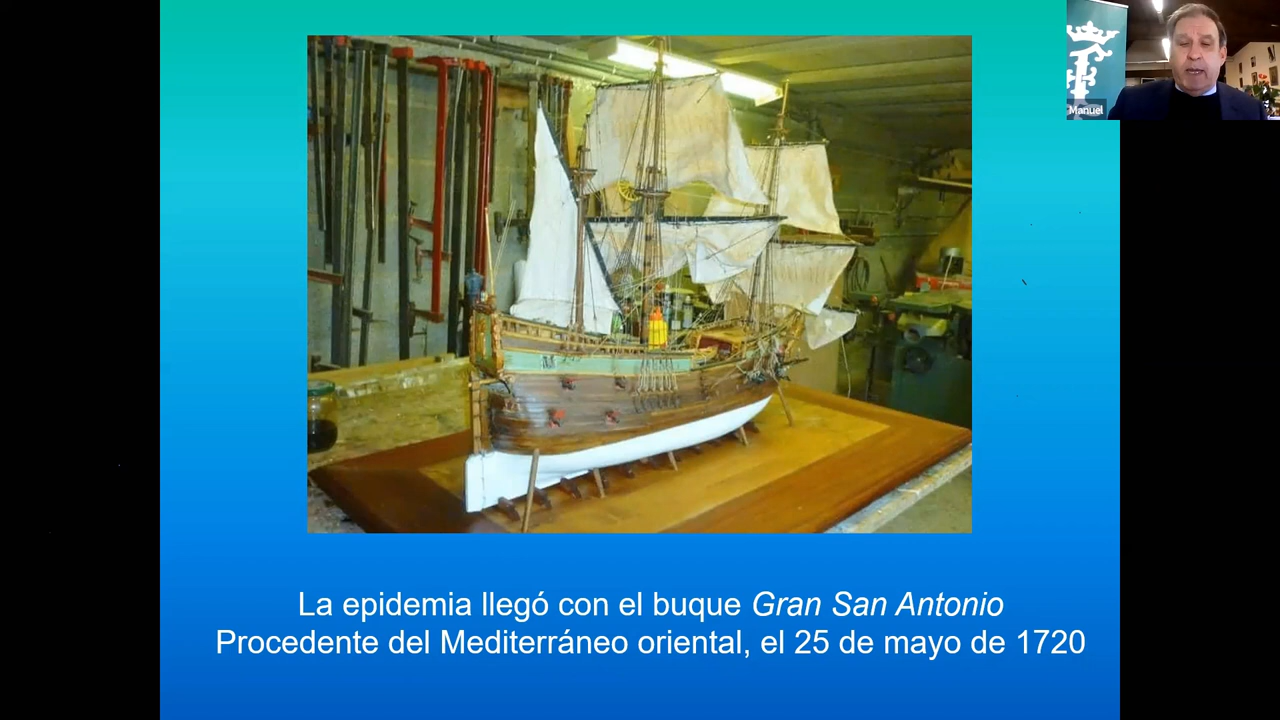 Manuel
La epidemia llegó con el buque Gran San Antonio
Procedente del Mediterráneo oriental, el 25 de mayo de 1720